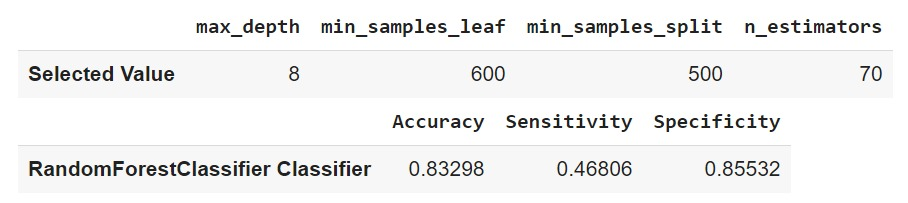 max_depth min_samples_leaf min_samples_split n_estimators
Selected Value 8 600 500 70
Accuracy Sensitivity Specificity
RandomForestClassifier Classifier 0.83298 0.46806 0.85532